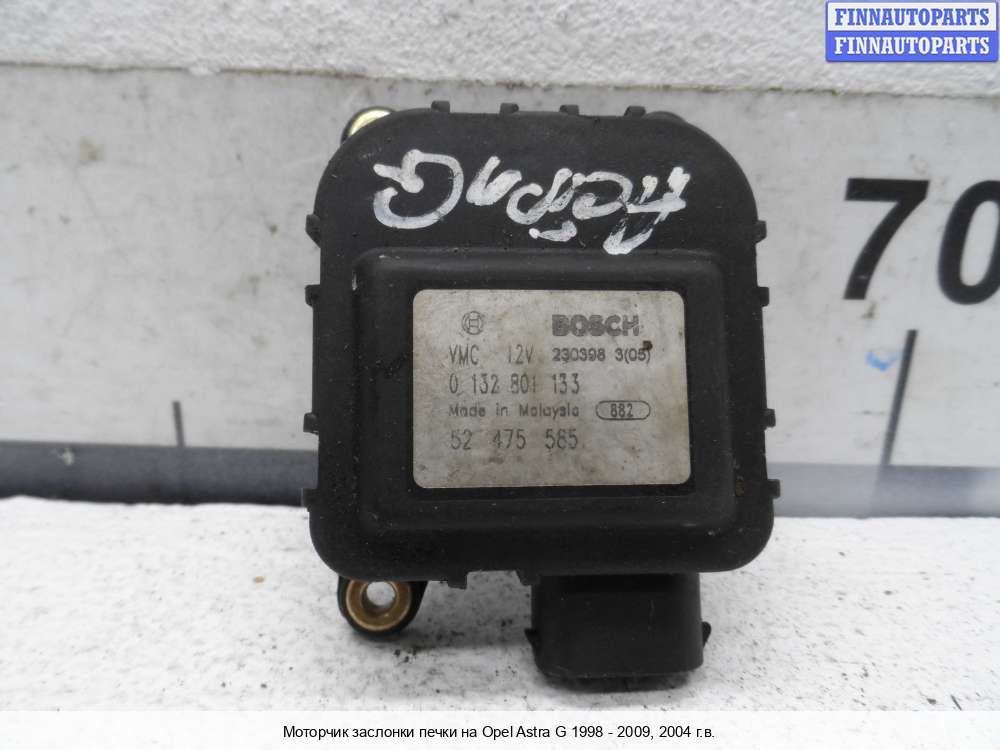 FINNAUTOPARTS
FINNAUTOPARTS
70
BOSCH
VMC 12V 230398 3(05)
0 132 801 133
Made in Malaysia 882
52 475 585
Моторчик заслонки печки на Opel Astra G 1998 - 2009, 2004 г.в.